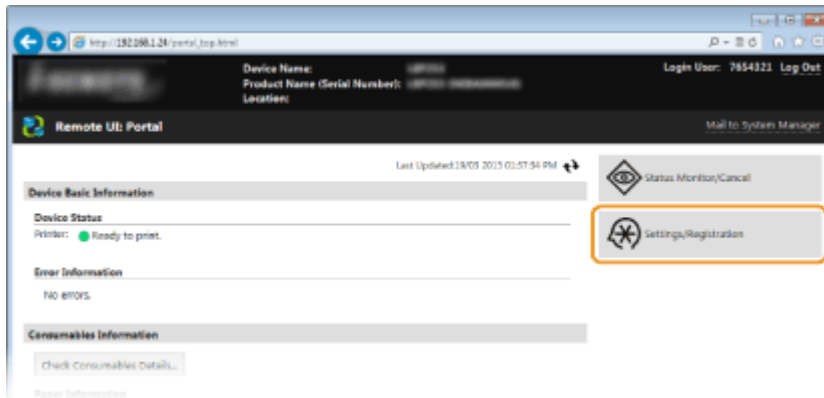 http://192.168.1.24/portal_top.html
Device Name:
Product Name (Serial Number):
Location:
Login User: 7654321 Log Out
Remote UI: Portal
Mail to System Manager
Last Updated:19/03 2015 01:57:54 PM
Device Basic Information
Device Status
Printer: Ready to print.
Error Information
No errors.
Consumables Information
Check Consumables Details...
Paper Information
Status Monitor/Cancel
Settings/Registration